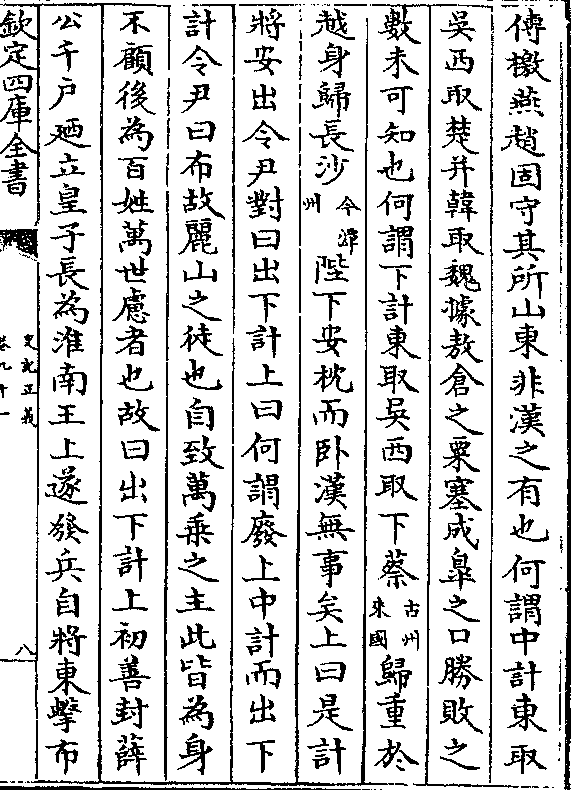 傳檄燕趙固守其所山東非漢之有也何謂中計東取
吳西取楚并韓取魏據敖倉之粟塞成臯之口勝敗之
數未可知也何謂下計東取吳西取下蔡古州來國歸重於
越身歸長沙今潭州陛下安枕而卧漢無事矣上曰是計
將安出令尹對曰出下計上曰何謂廢上中計而出下
計令尹曰布故麗山之徒也自致萬乘之主此皆為身
不顧後為百姓萬世慮者也故曰出下計上初善封薛
公千户廼立皇子長為淮南王上遂發兵自將東擊布
欽定四庫全書
史記正義
卷九十一
八